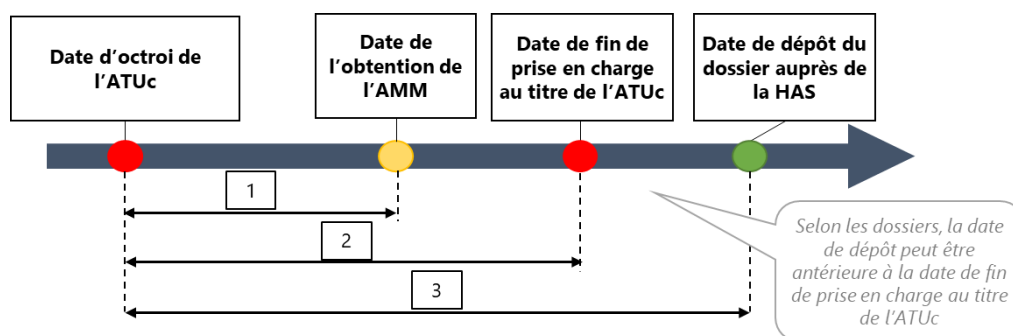 Date d'octroi de
l'ATUc
Date de
l'obtention de
l'AMM
Date de fin de
prise en charge
au titre de l'ATUc
Date de dépôt du
dossier auprès de
la HAS
1
2
3
Selon les dossiers, la date
de dépôt peut être
antérieure à la date de fin
de prise en charge au titre
de l'ATUc